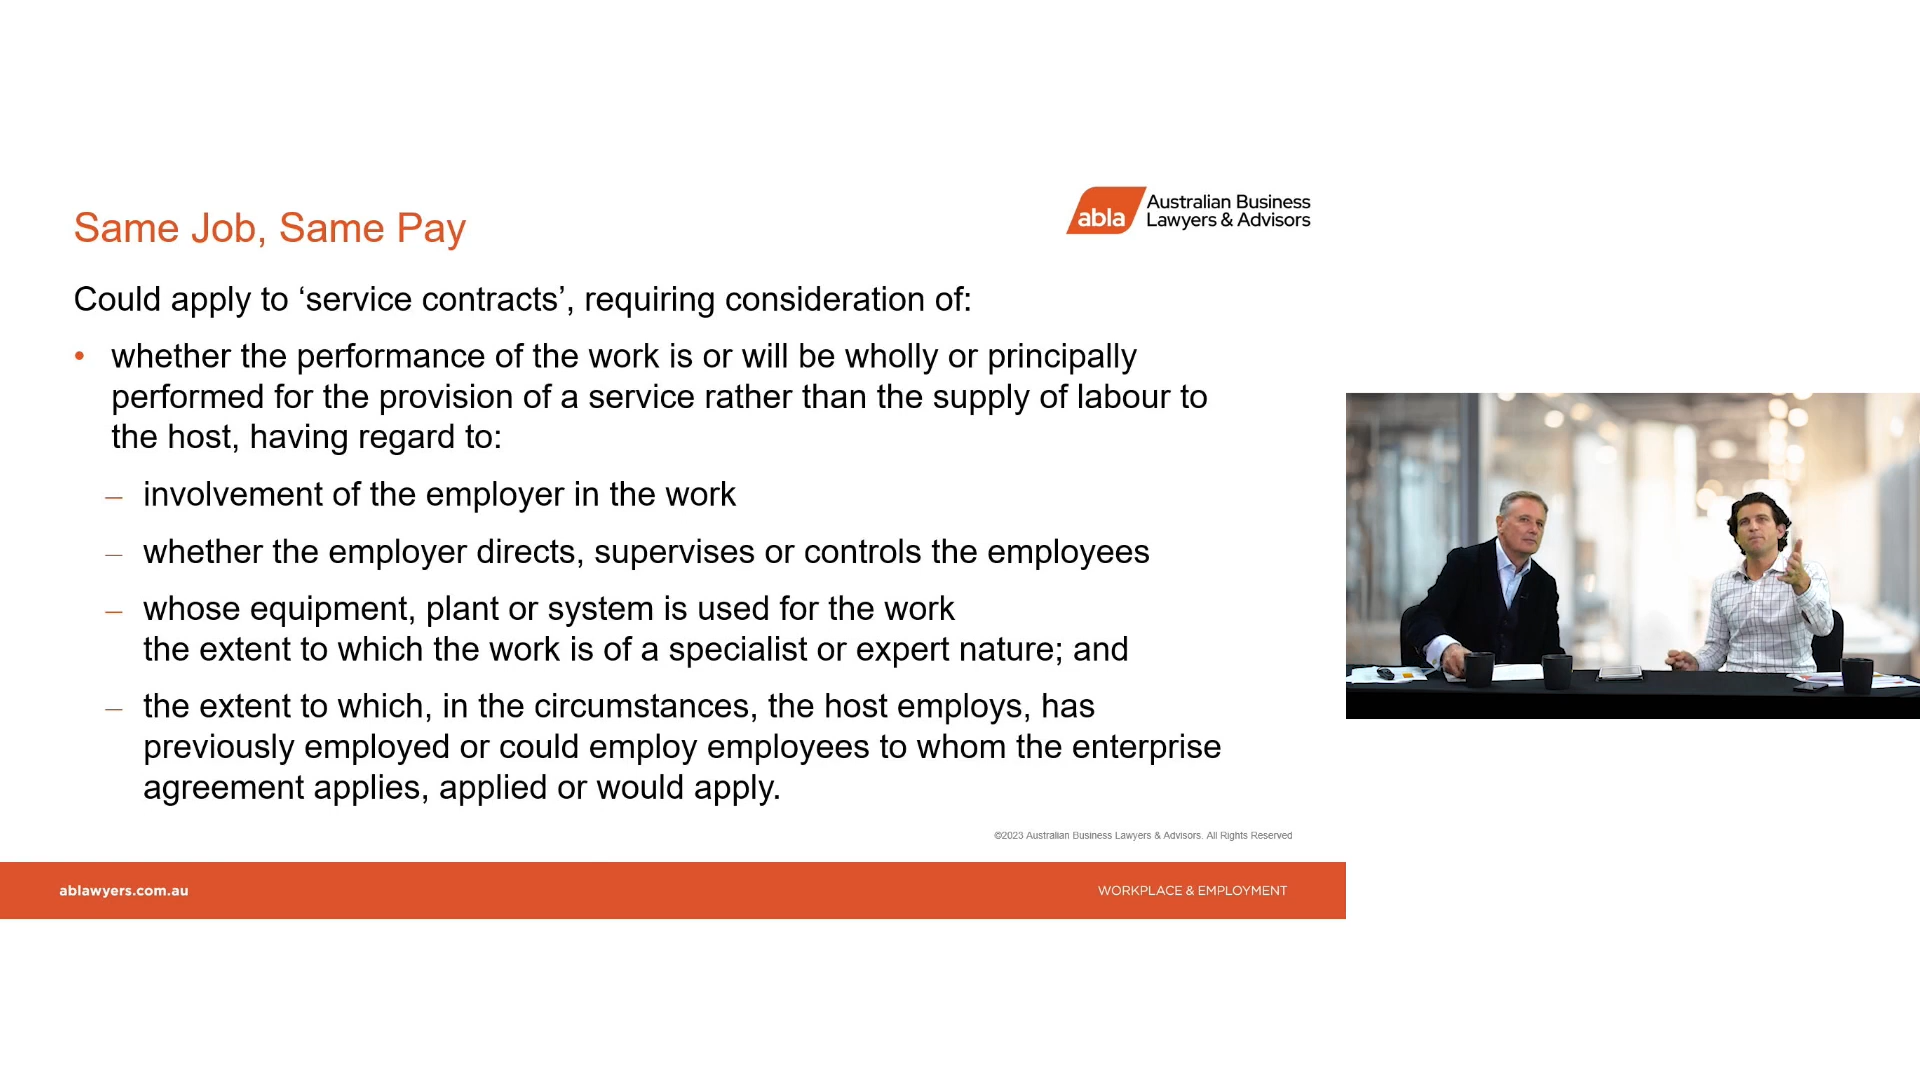 abla
Australian Business
Lawyers & Advisors
Same Job, Same Pay
Could apply to ‘service contracts’, requiring consideration of:
• whether the performance of the work is or will be wholly or principally
performed for the provision of a service rather than the supply of labour to
the host, having regard to:
– involvement of the employer in the work
– whether the employer directs, supervises or controls the employees
– whose equipment, plant or system is used for the work
the extent to which the work is of a specialist or expert nature; and
– the extent to which, in the circumstances, the host employs, has
previously employed or could employ employees to whom the enterprise
agreement applies, applied or would apply.
©2023 Australian Business Lawyers & Advisors. All Rights Reserved
ablawyers.com.au
WORKPLACE & EMPLOYMENT